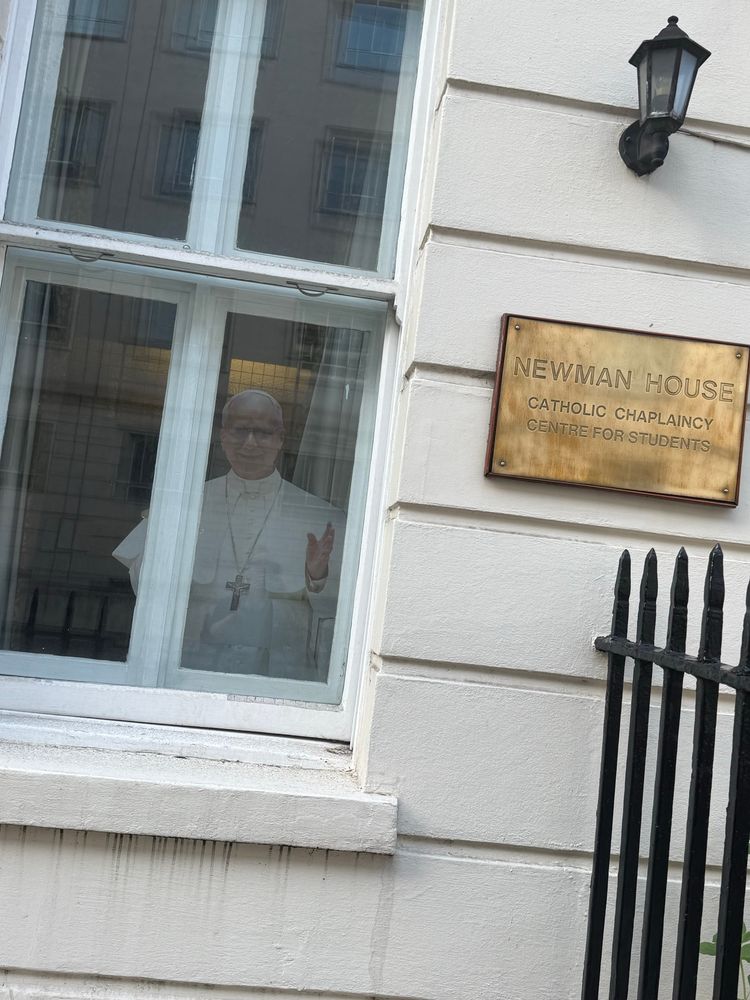 NEWMAN HOUSE
CATHOLIC CHAPLAINCY
CENTRE FOR STUDENTS